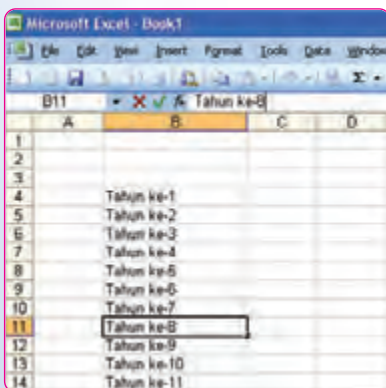 Microsoft Excel - Book1
File Edit View Insert Format Tools Data Window
Σ
B11 fx Tahun ke-8
A B C D
1
2
3
4 Tahun ke-1
5 Tahun ke-2
6 Tahun ke-3
7 Tahun ke-4
8 Tahun ke-5
9 Tahun ke-6
10 Tahun ke-7
11 Tahun ke-8
12 Tahun ke-9
13 Tahun ke-10
14 Tahun ke-11